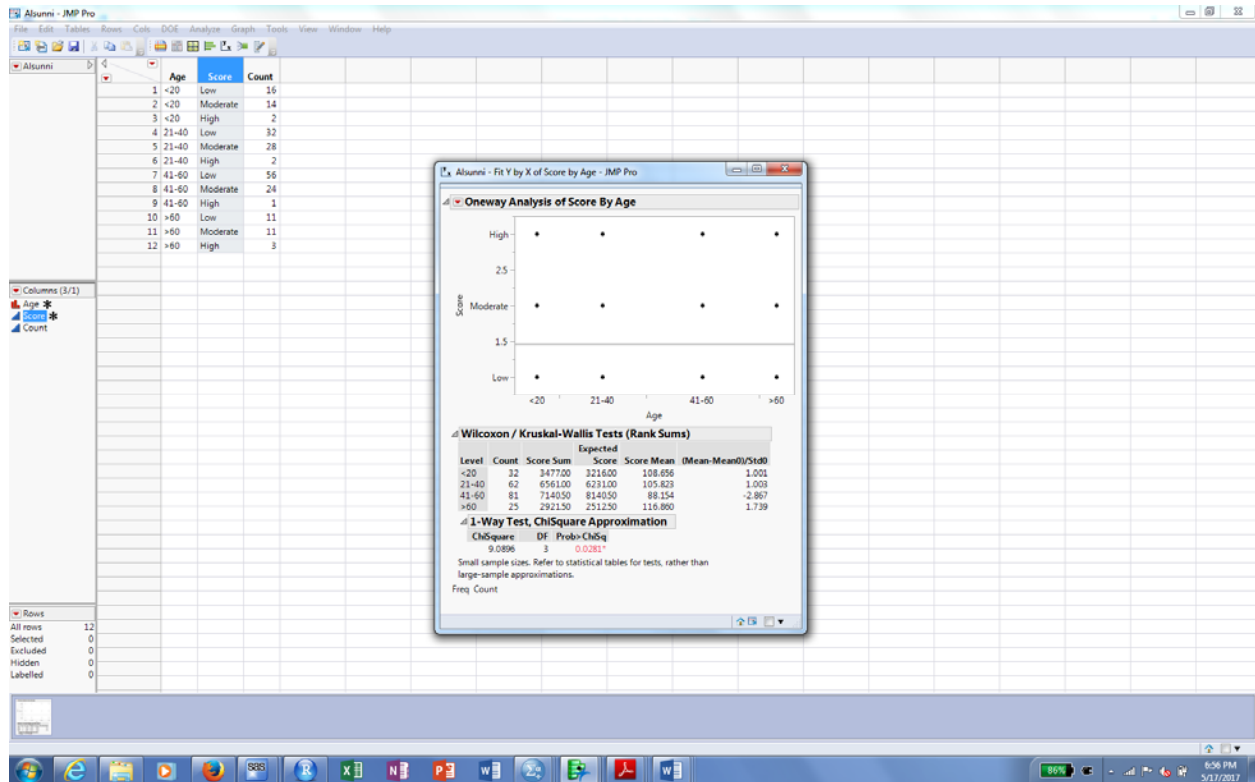 Alsunni - JMP Pro
File Edit Tables Rows Cols DOE Analyze Graph Tools View Window Help
Alsunni
Age Score Count
1 <20 Low 16
2 <20 Moderate 14
3 <20 High 2
4 21-40 Low 32
5 21-40 Moderate 28
6 21-40 High 2
7 41-60 Low 56
8 41-60 Moderate 24
9 41-60 High 1
10 >60 Low 11
11 >60 Moderate 11
12 >60 High 3
Columns (3/1)
Age
Score
Count
Rows
All rows 12
Selected 0
Excluded 0
Hidden 0
Labelled 0
Alsunni - Fit Y by X of Score by Age - JMP Pro
Oneway Analysis of Score By Age
High
2.5
Moderate
1.5
Low
Score
<20 21-40 41-60 >60
Age
Wilcoxon / Kruskal-Wallis Tests (Rank Sums)
Expected
Level Count Score Sum Score Score Mean (Mean-Mean0)/Std0
<20 32 3477.00 3216.00 108.656 1.001
21-40 62 6561.00 6231.00 105.823 1.003
41-60 81 7140.50 8140.50 88.154 -2.867
>60 25 2921.50 2512.50 116.860 1.739
1-Way Test, ChiSquare Approximation
ChiSquare DF Prob>ChiSq
9.0896 3 0.0281*
Small sample sizes. Refer to statistical tables for tests, rather than
large-sample approximations.
Freq Count
SAS
86%
6:56 PM
5/17/2017